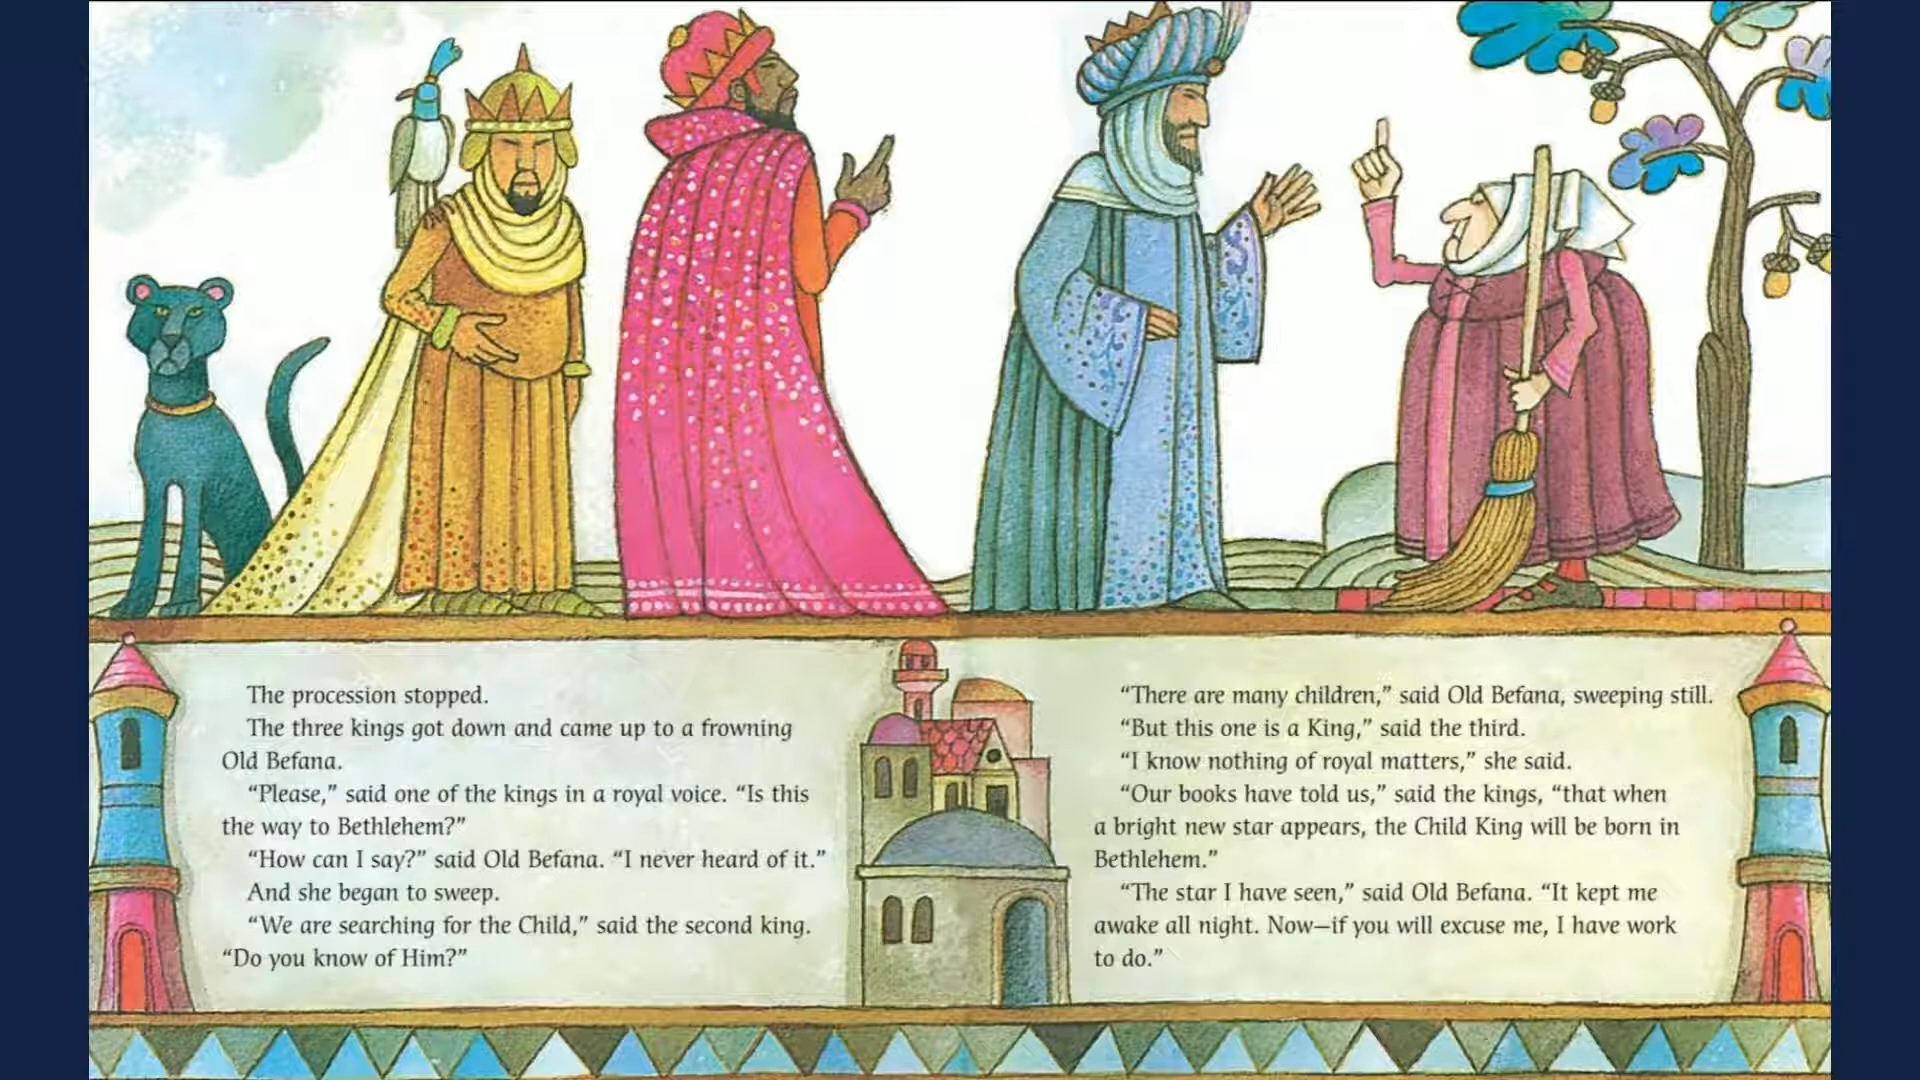 The procession stopped.
The three kings got down and came up to a frowning
Old Befana.
“Please,” said one of the kings in a royal voice. “Is this
the way to Bethlehem?”
“How can I say?” said Old Befana. “I never heard of it.”
And she began to sweep.
“We are searching for the Child,” said the second king.
“Do you know of Him?”
“There are many children,” said Old Befana, sweeping still.
“But this one is a King,” said the third.
“I know nothing of royal matters,” she said.
“Our books have told us,” said the kings, “that when
a bright new star appears, the Child King will be born in
Bethlehem.”
“The star I have seen,” said Old Befana. “It kept me
awake all night. Now—if you will excuse me, I have work
to do.”